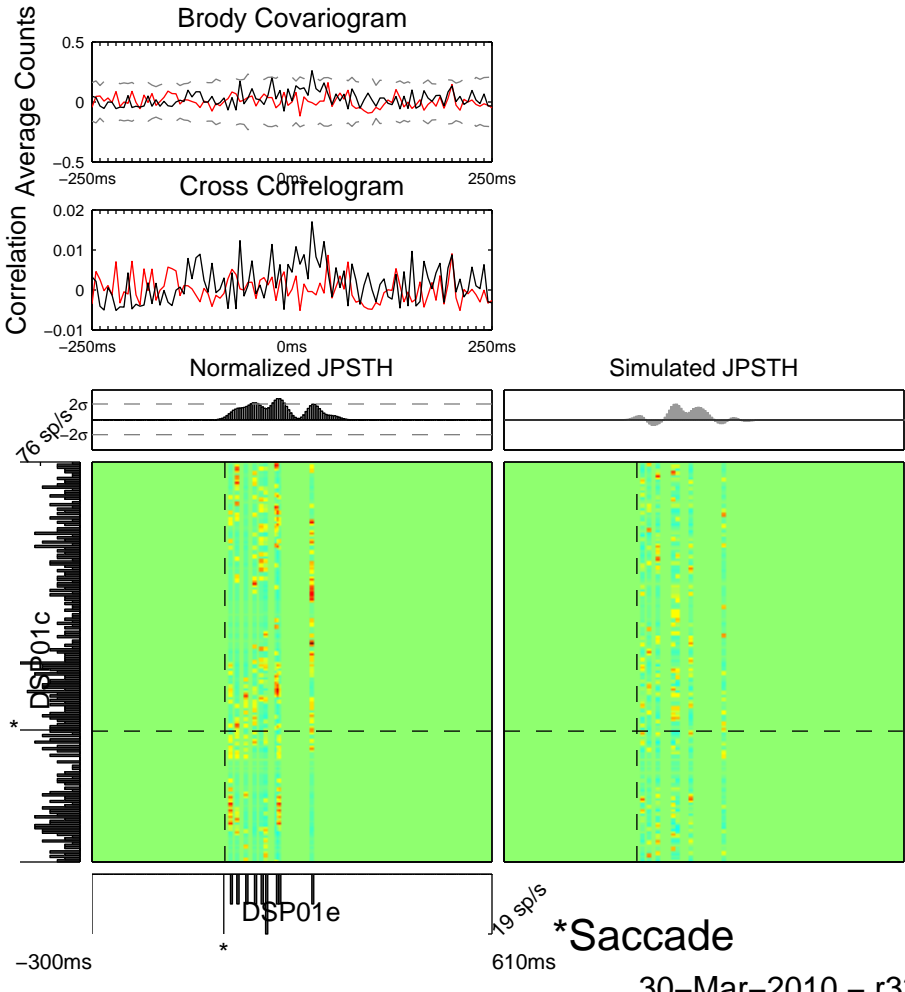 Brody Covariogram
0.5
0
−0.5
Average Counts
−250ms
0ms
250ms
Cross Correlogram
0.02
0.01
0
−0.01
Correlation
−250ms
0ms
250ms
Normalized JPSTH
Simulated JPSTH
2σ
−2σ
76 sp/s
DSP01c
*
DSP01e
19 sp/s
*
*Saccade
−300ms
610ms
30−Mar−2010 − r3